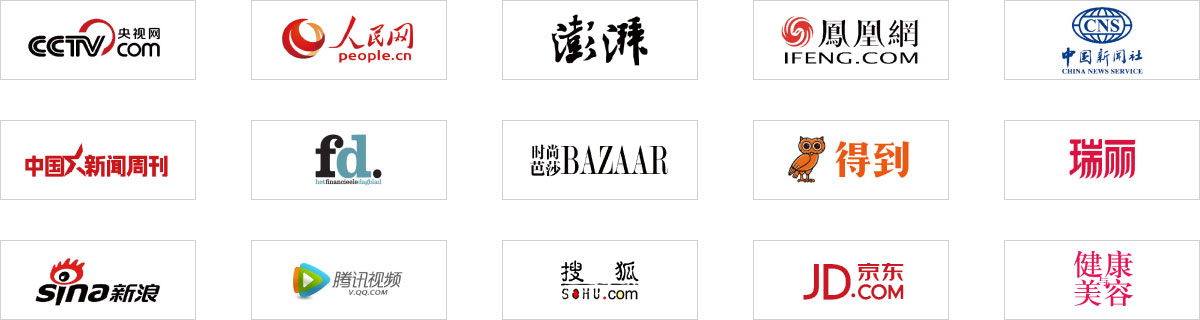 CCTV 央视网
com
人民网
people.cn
澎湃
鳳凰網
IFENG.COM
CNS
中国新闻社
CHINA NEWS SERVICE
中国新闻周刊
fd.
hetfinancieeledagblad
时尚
芭莎 BAZAAR
得到
瑞丽
sina 新浪
腾讯视频
V.QQ.COM
搜狐
SOHU.com
JD 京东
.COM
健康
与
美容